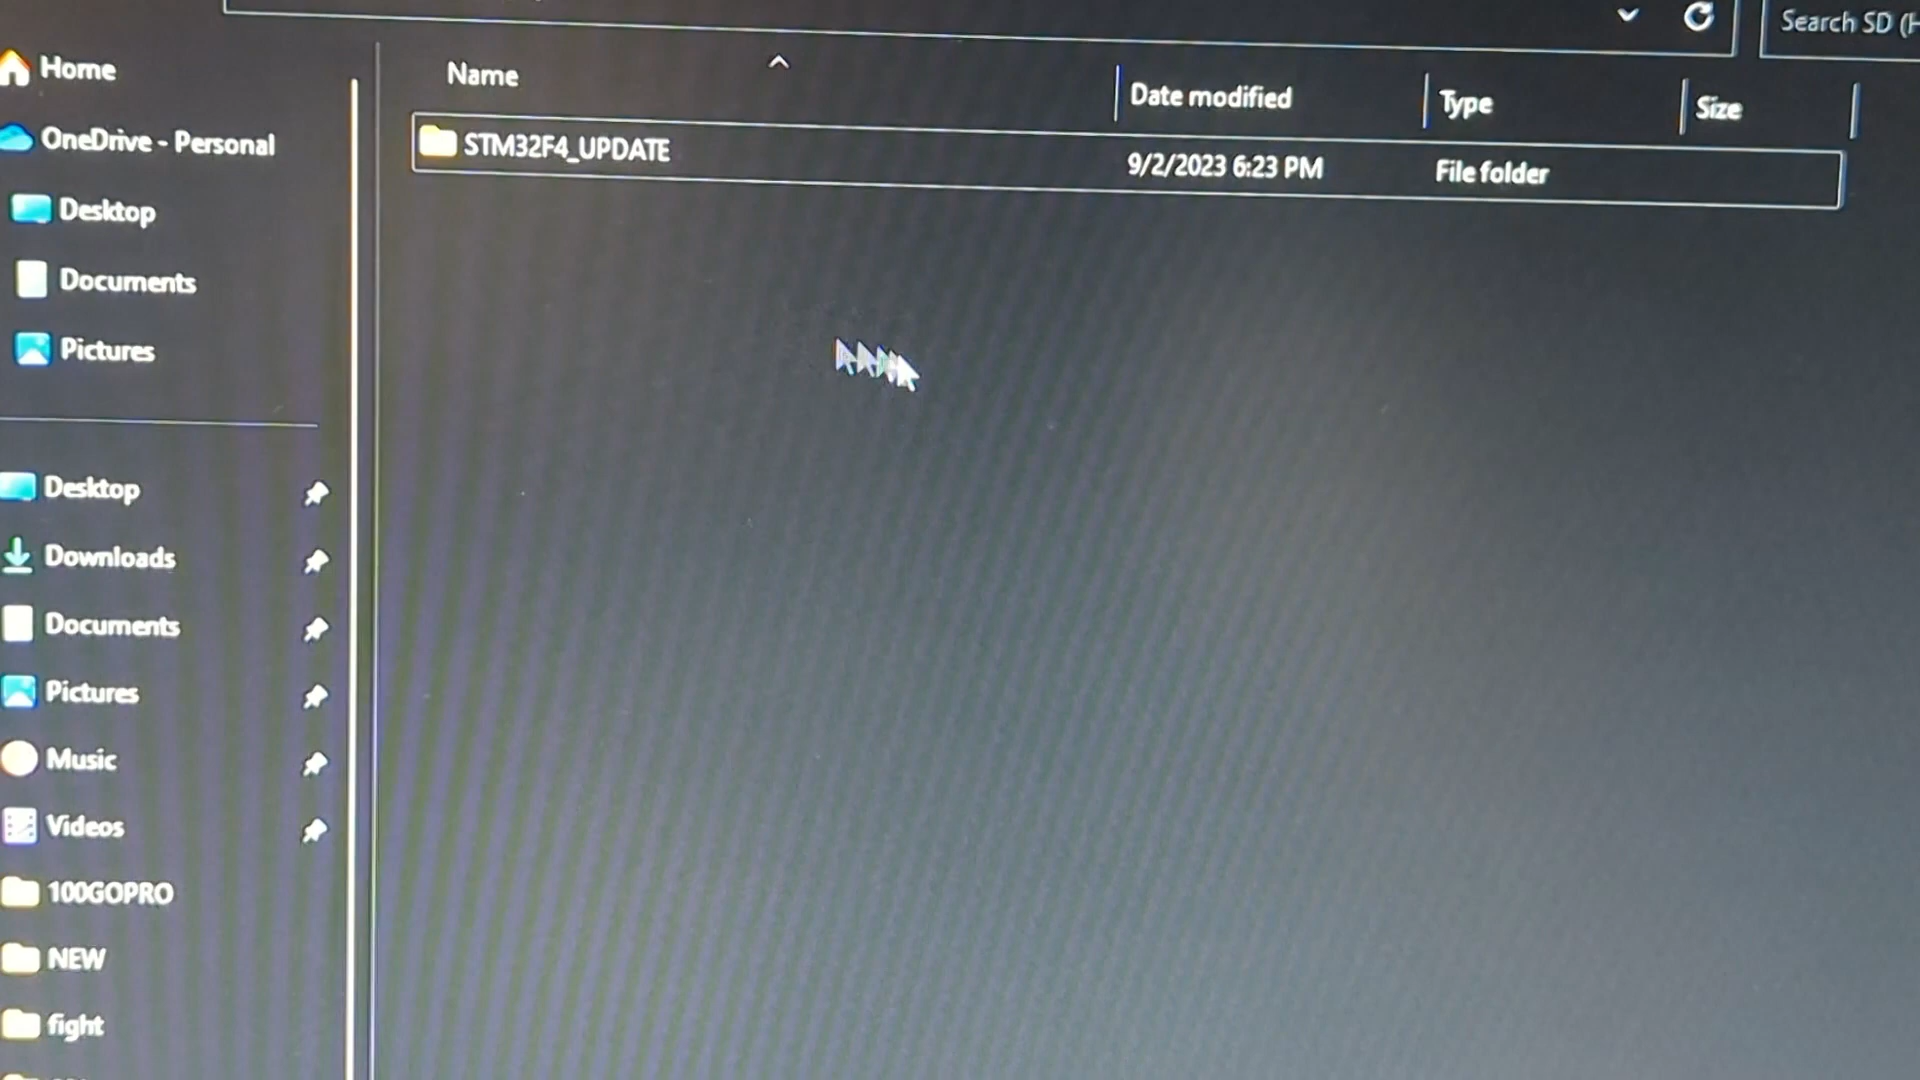 Search SD (H
Home
OneDrive - Personal
Desktop
Documents
Pictures
Desktop
Downloads
Documents
Pictures
Music
Videos
100GOPRO
NEW
fight
Name
Date modified
Type
Size
STM32F4_UPDATE
9/2/2023 6:23 PM
File folder